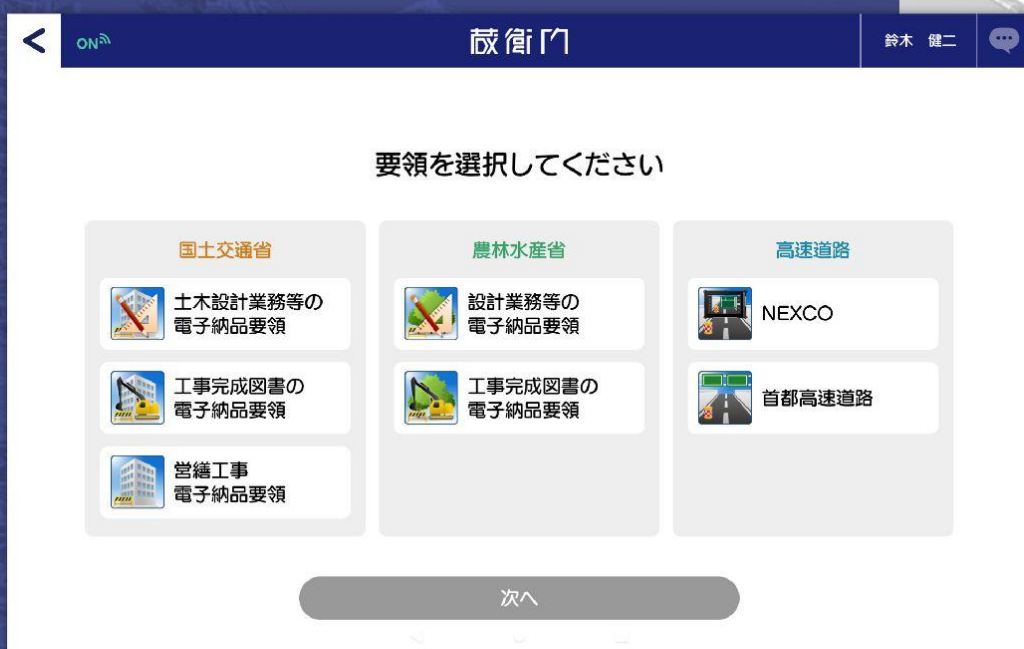 ON
蔵衛門
鈴木 健二
要領を選択してください
国土交通省
土木設計業務等の
電子納品要領
工事完成図書の
電子納品要領
営繕工事
電子納品要領
農林水産省
設計業務等の
電子納品要領
工事完成図書の
電子納品要領
高速道路
NEXCO
首都高速道路
次へ